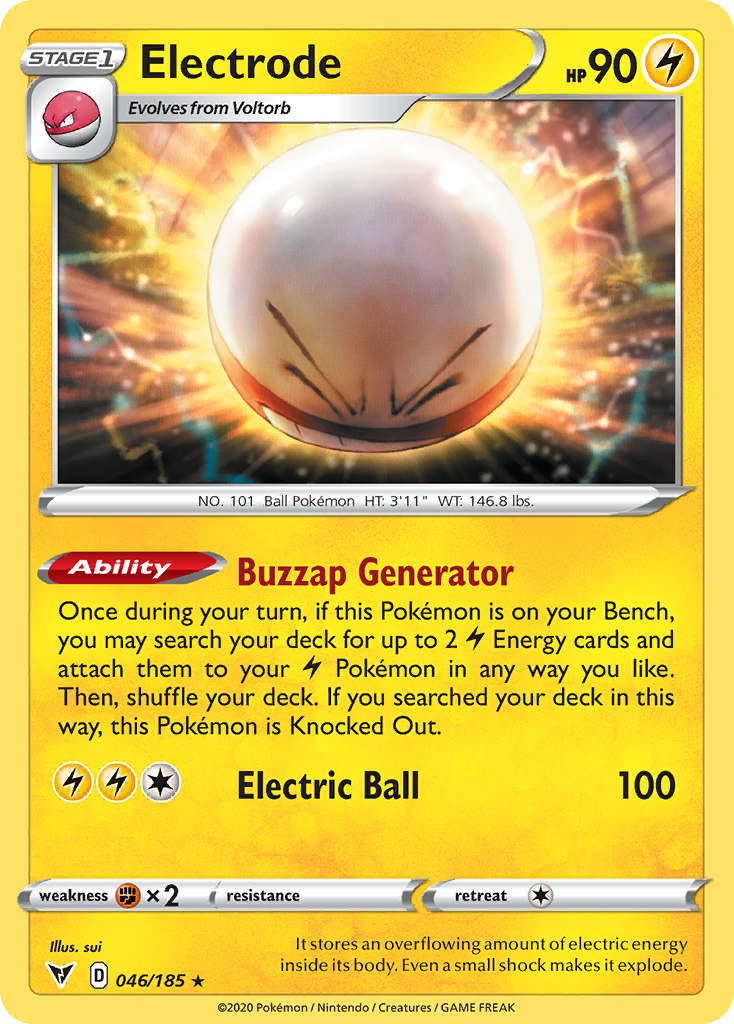 STAGE 1
Electrode
HP 90
Evolves from Voltorb
NO. 101 Ball Pokémon HT: 3'11" WT: 146.8 lbs.
Ability
Buzzap Generator
Once during your turn, if this Pokémon is on your Bench,
you may search your deck for up to 2 Energy cards and
attach them to your Pokémon in any way you like.
Then, shuffle your deck. If you searched your deck in this
way, this Pokémon is Knocked Out.
Electric Ball 100
weakness ×2 resistance retreat
Illus. sui
It stores an overflowing amount of electric energy
inside its body. Even a small shock makes it explode.
D 046/185 ★
©2020 Pokémon / Nintendo / Creatures / GAME FREAK